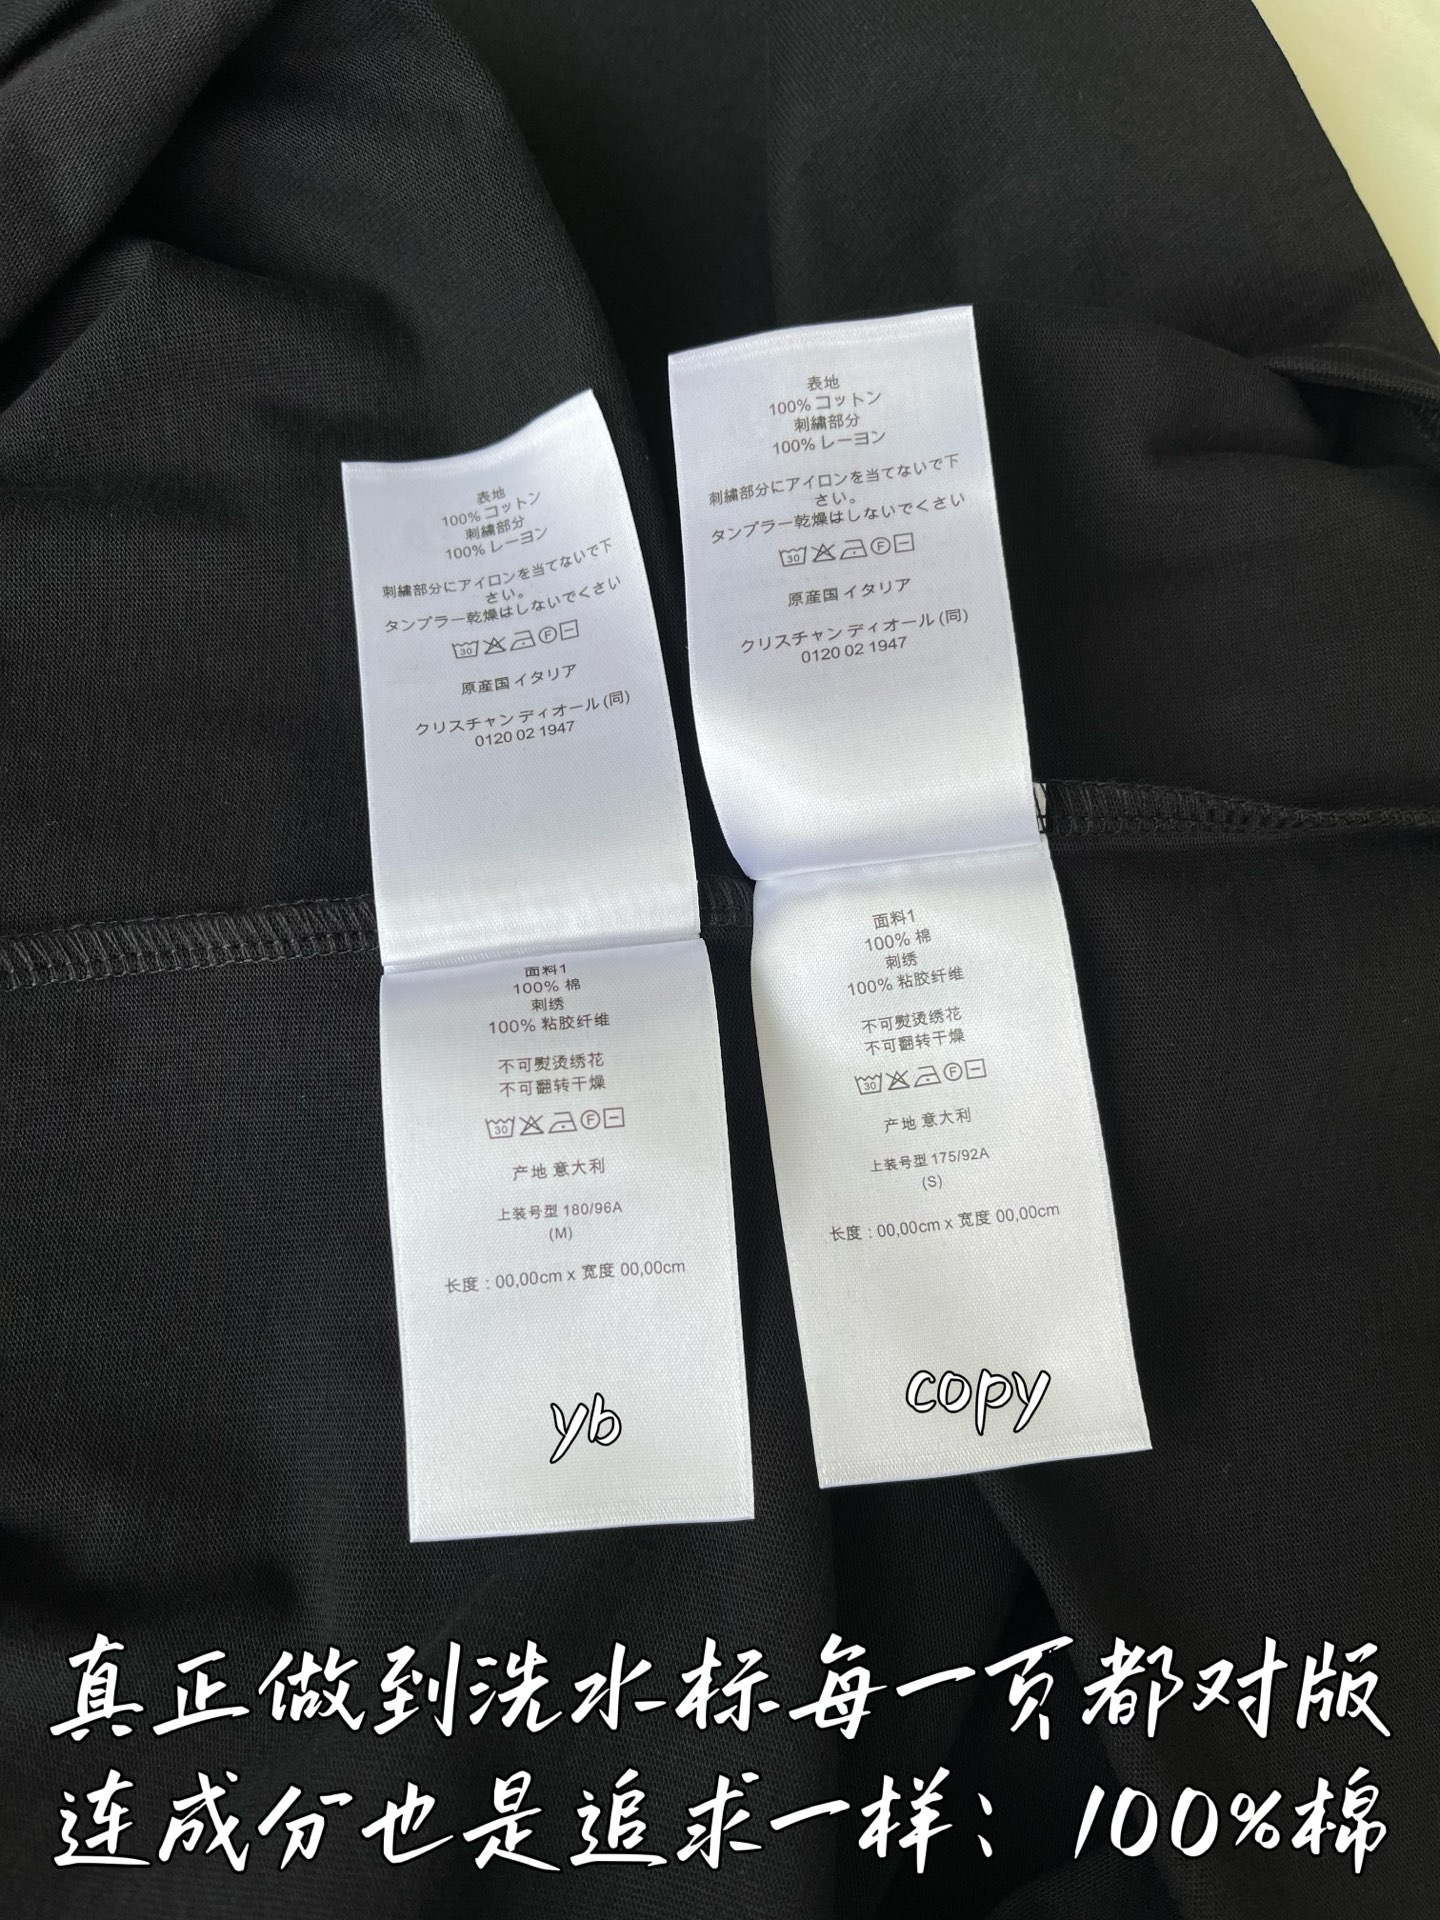 表地
100% コットン
刺繍部分
100% レーヨン
刺繍部分にアイロンを当てないで下
さい。
タンブラー乾燥はしないでください
30 F
原産国 イタリア
クリスチャン ディオール (同)
0120 02 1947
面料1
100% 棉
刺绣
100% 粘胶纤维
不可熨烫绣花
不可翻转干燥
30 F
产地 意大利
上装号型 180/96A
(M)
长度 : 00,00cm x 宽度 00,00cm
yb
表地
100% コットン
刺繍部分
100% レーヨン
刺繍部分にアイロンを当てないで下
さい。
タンブラー乾燥はしないでください
30 F
原産国 イタリア
クリスチャン ディオール (同)
0120 02 1947
面料1
100% 棉
刺绣
100% 粘胶纤维
不可熨烫绣花
不可翻转干燥
30 F
产地 意大利
上装号型 175/92A
(S)
长度 : 00,00cm x 宽度 00,00cm
copy
真正做到洗水标每一页都对版
连成分也是追求一样：100%棉